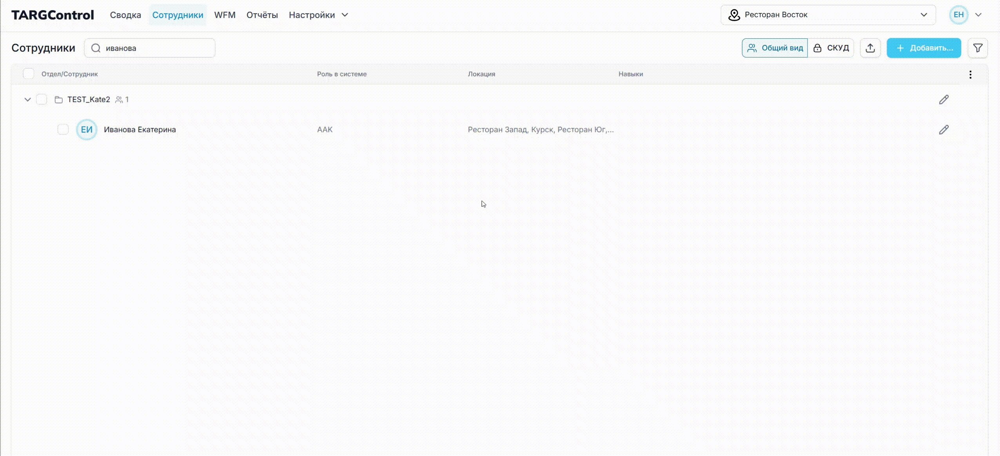 TARGControl Сводка Сотрудники WFM Отчёты Настройки Ресторан Восток ЕН
Сотрудники иванова Общий вид СКУД + Добавить...
Отдел/Сотрудник Роль в системе Локация Навыки
TEST_Kate2 1
ЕИ Иванова Екатерина ААК Ресторан Запад, Курск, Ресторан Юг,...